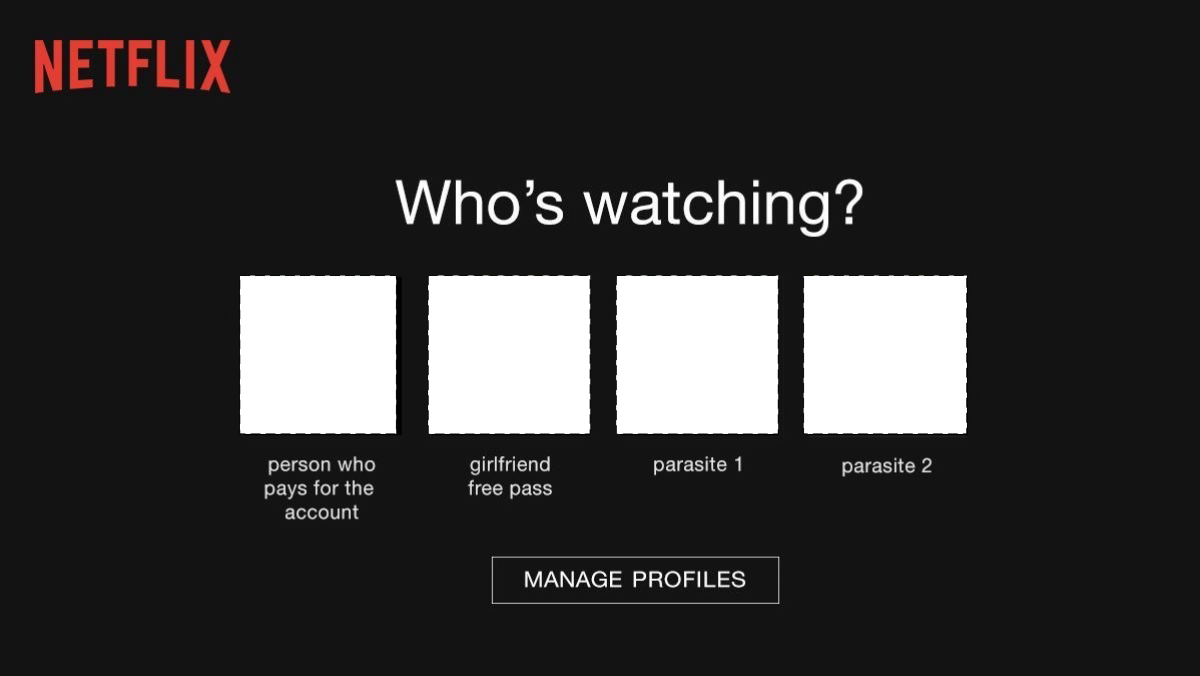 NETFLIX
Who's watching?
person who
pays for the
account
girlfriend
free pass
parasite 1
parasite 2
MANAGE PROFILES